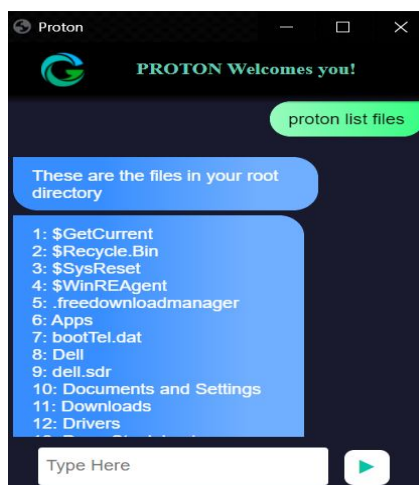 Proton
PROTON Welcomes you!
proton list files
These are the files in your root
directory
1: $GetCurrent
2: $Recycle.Bin
3: $SysReset
4: $WinREAgent
5: .freedownloadmanager
6: Apps
7: bootTel.dat
8: Dell
9: dell.sdr
10: Documents and Settings
11: Downloads
12: Drivers
Type Here